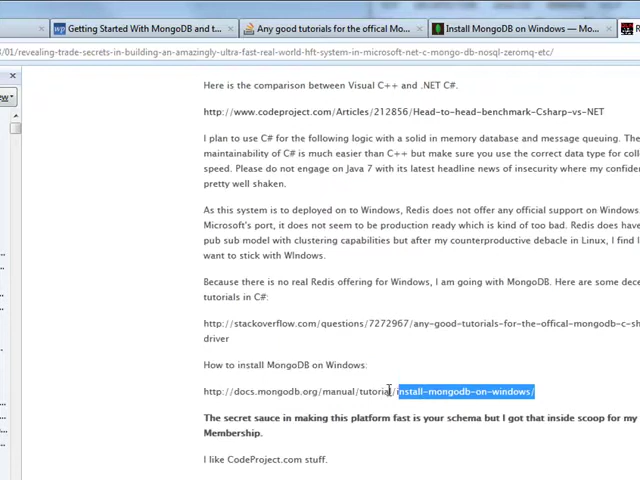 Getting Started With MongoDB and t...
Any good tutorials for the offical Mo...
Install MongoDB on Windows — Mo...
/01/revealing-trade-secrets-in-building-an-amazingly-ultra-fast-real-world-hft-system-in-microsoft-net-c-mongo-db-nosql-zeromq-etc/
Here is the comparison between Visual C++ and .NET C#.
http://www.codeproject.com/Articles/212856/Head-to-head-benchmark-Csharp-vs-NET
I plan to use C# for the following logic with a solid in memory database and message queuing. The
maintainability of C# is much easier than C++ but make sure you use the correct data type for coll
speed. Please do not engage on Java 7 with its latest headline news of insecurity where my confide
pretty well shaken.
As this system is to deployed on to Windows, Redis does not offer any official support on Windows.
Microsoft's port, it does not seem to be production ready which is kind of too bad. Redis does have
pub sub model with clustering capabilities but after my counterproductive debacle in Linux, I find I
want to stick with WIndows.
Because there is no real Redis offering for Windows, I am going with MongoDB. Here are some dece
tutorials in C#:
http://stackoverflow.com/questions/7272967/any-good-tutorials-for-the-offical-mongodb-c-sh
driver
How to install MongoDB on Windows:
http://docs.mongodb.org/manual/tutorial/install-mongodb-on-windows/
The secret sauce in making this platform fast is your schema but I got that inside scoop for my
Membership.
I like CodeProject.com stuff.